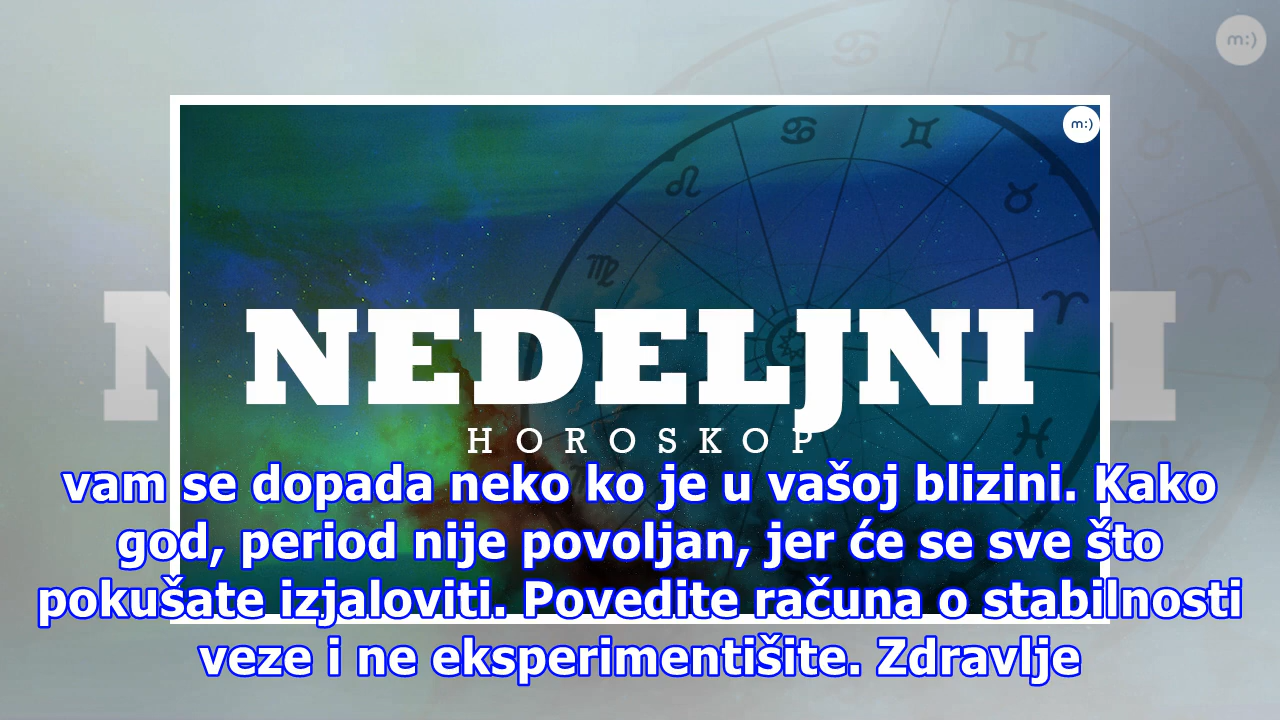 m:)
m:)
NEDELJNI
HOROSKOP
vam se dopada neko ko je u vašoj blizini. Kako
god, period nije povoljan, jer će se sve što
pokušate izjaloviti. Povedite računa o stabilnosti
veze i ne eksperimentišite. Zdravlje